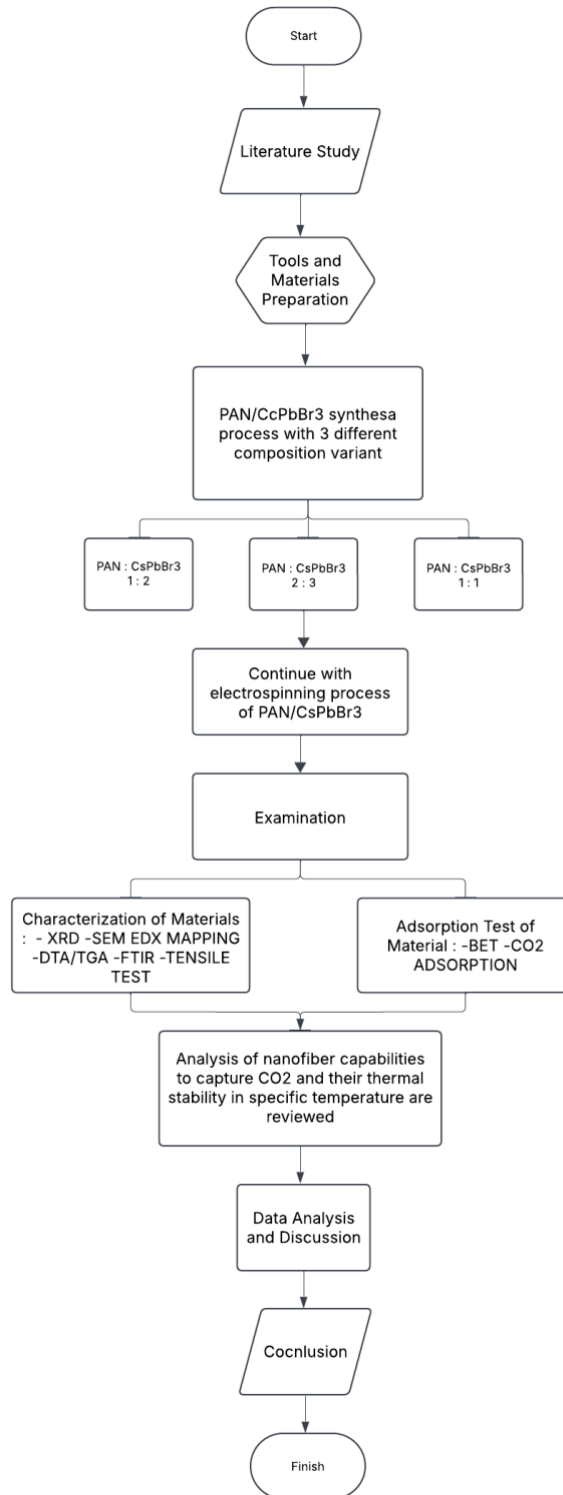 Start
Literature Study
Tools and
Materials
Preparation
PAN/CcPbBr3 synthesa
process with 3 different
composition variant
PAN : CsPbBr3
1 : 2
PAN : CsPbBr3
2 : 3
PAN : CsPbBr3
1 : 1
Continue with
electrospinning process
of PAN/CsPbBr3
Examination
Characterization of Materials
: - XRD -SEM EDX MAPPING
-DTA/TGA -FTIR -TENSILE
TEST
Adsorption Test of
Material : -BET -CO2
ADSORPTION
Analysis of nanofiber capabilities
to capture CO2 and their thermal
stability in specific temperature are
reviewed
Data Analysis
and Discussion
Cocnlusion
Finish